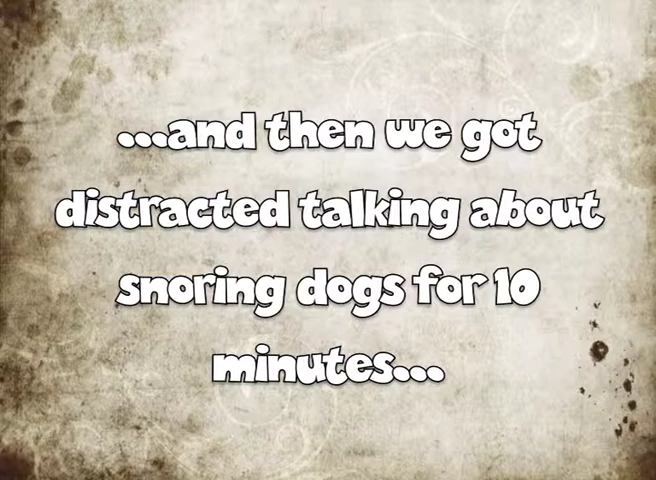 ...and then we got
distracted talking about
snoring dogs for 10
minutes...